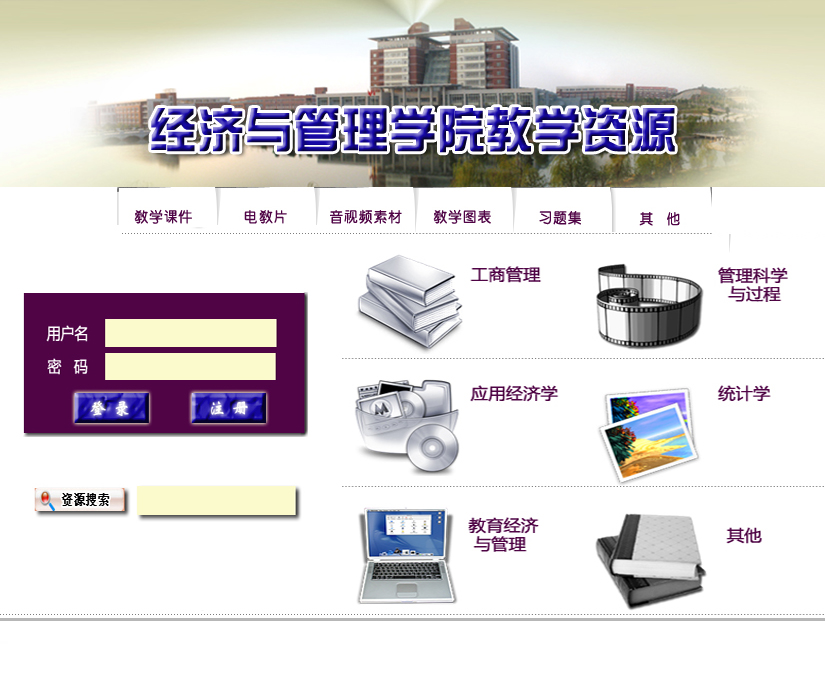 经济与管理学院教学资源
教学课件 电教片 音视频素材 教学图表 习题集 其 他
工商管理
管理科学
与过程
用户名
密 码
登 录 注 册
应用经济学
统计学
资源搜索
教育经济
与管理
其他